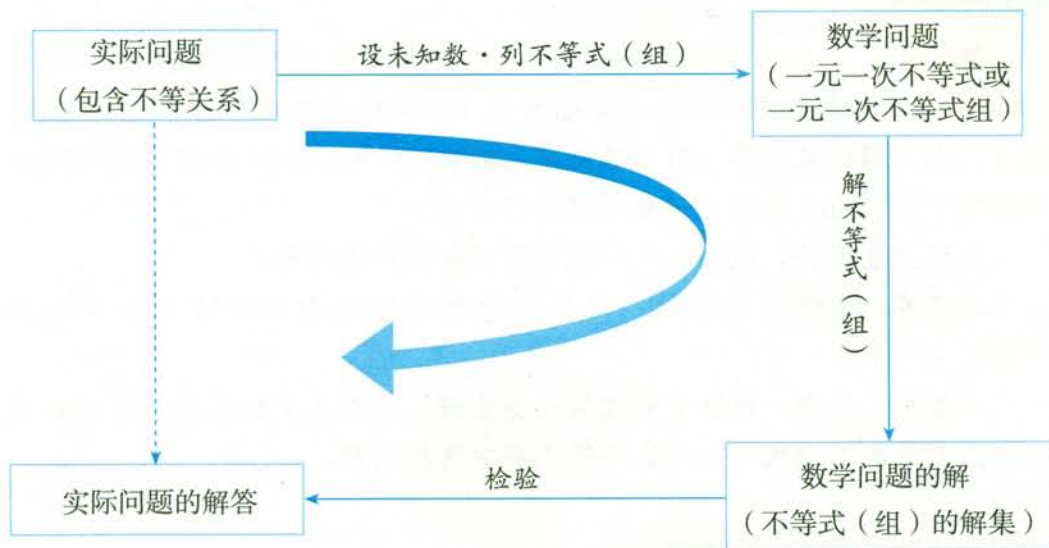 实际问题
（包含不等关系）
设未知数·列不等式（组）
数学问题
（一元一次不等式或
一元一次不等式组）
解不等式（组）
数学问题的解
（不等式（组）的解集）
检验
实际问题的解答